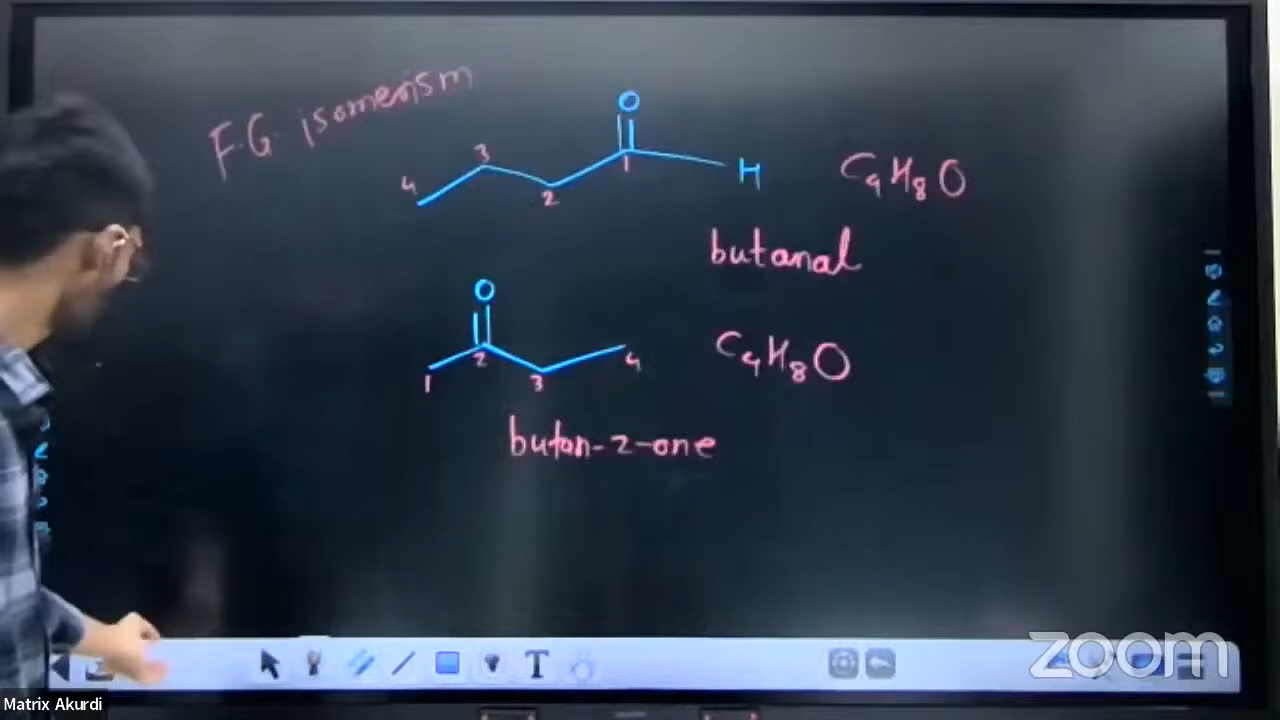 F.G. isomerism
O
4 3 2 1 H
C4H8O
butanal
O
1 2 3 4
C4H8O
butan-2-one
T
zoom
Matrix Akurdi